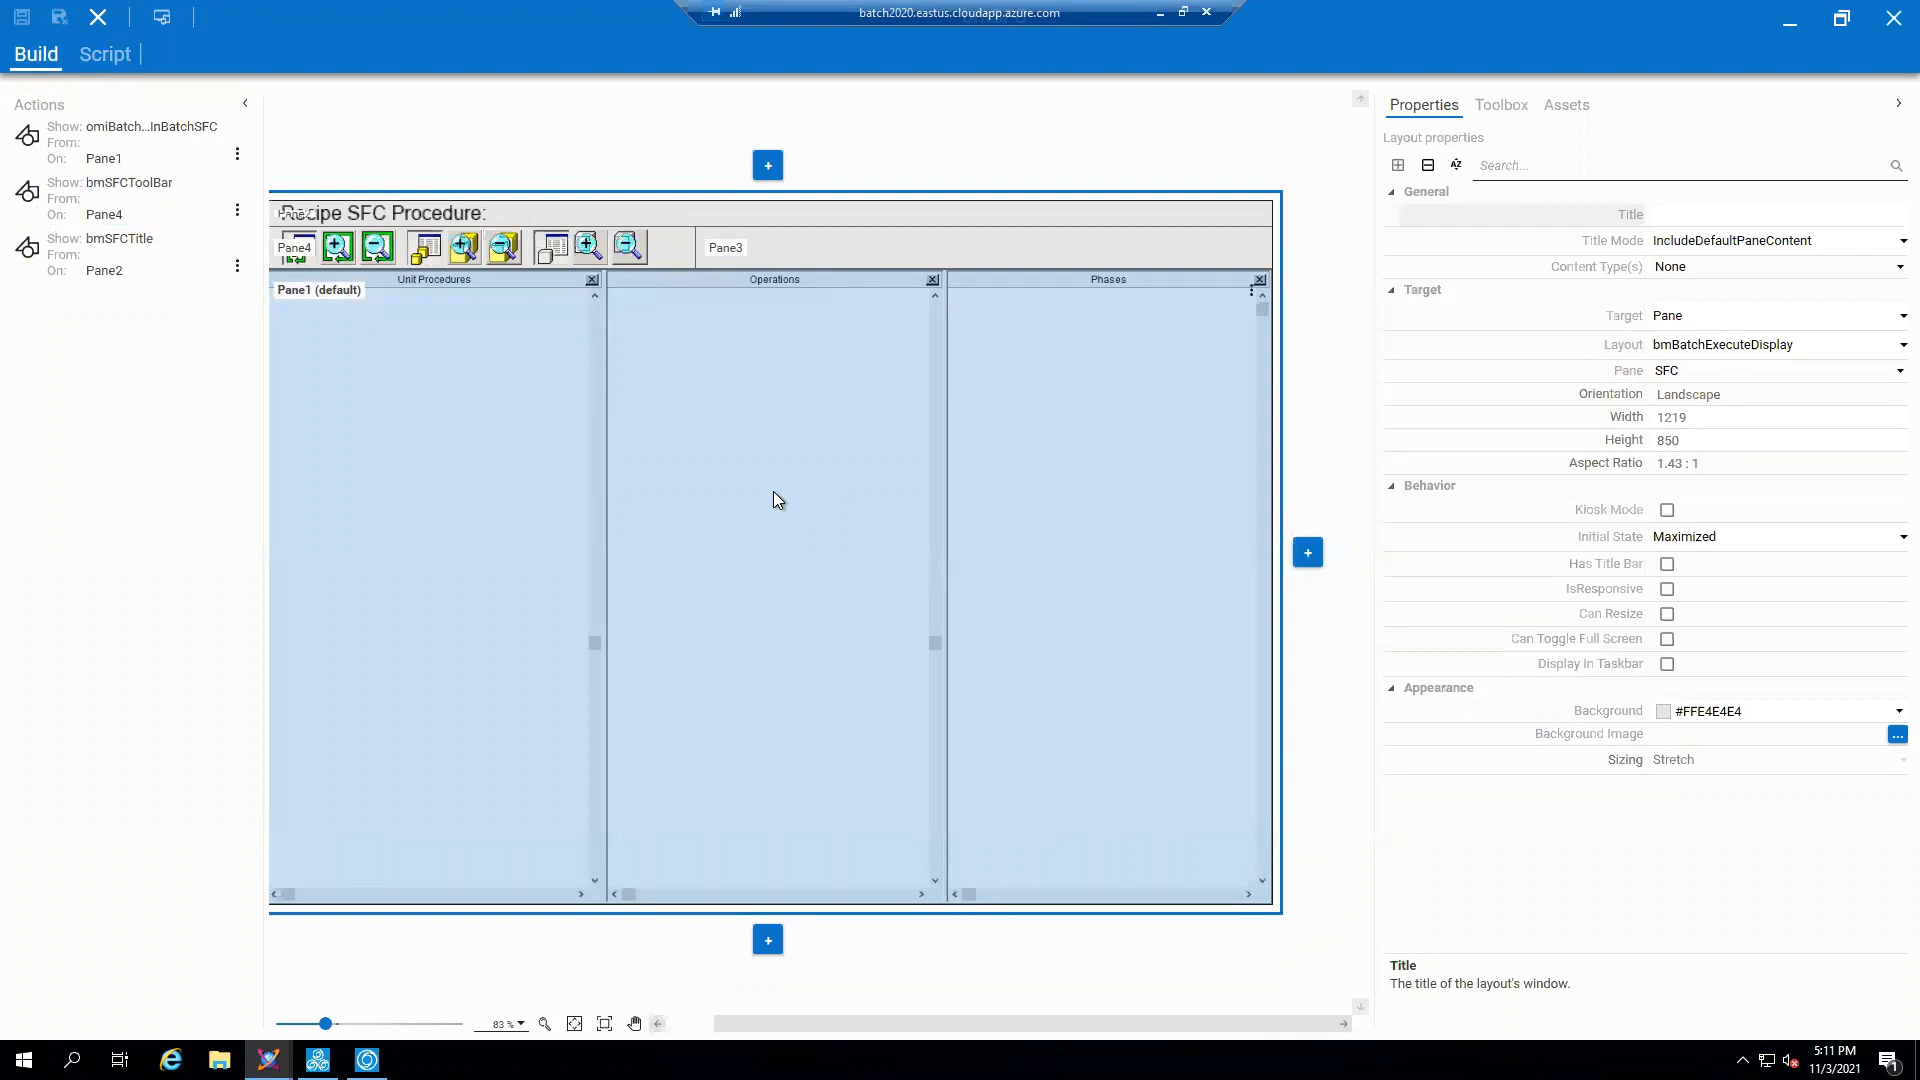 batch2020.eastus.cloudapp.azure.com
Build Script
Actions
Show: omiBatch...InBatchSFC
From:
On: Pane1
Show: bmSFCToolBar
From:
On: Pane4
Show: bmSFCTitle
From:
On: Pane2
Recipe SFC Procedure:
Pane4
Pane3
Unit Procedures
Operations
Phases
Pane1 (default)
83 %
Properties Toolbox Assets
Layout properties
AZ
Search...
General
Title
Title Mode IncludeDefaultPaneContent
Content Type(s) None
Target
Target Pane
Layout bmBatchExecuteDisplay
Pane SFC
Orientation Landscape
Width 1219
Height 850
Aspect Ratio 1.43 : 1
Behavior
Kiosk Mode
Initial State Maximized
Has Title Bar
IsResponsive
Can Resize
Can Toggle Full Screen
Display In Taskbar
Appearance
Background #FFE4E4E4
Background Image
...
Sizing Stretch
Title
The title of the layout's window.
5:11 PM
11/3/2021
1